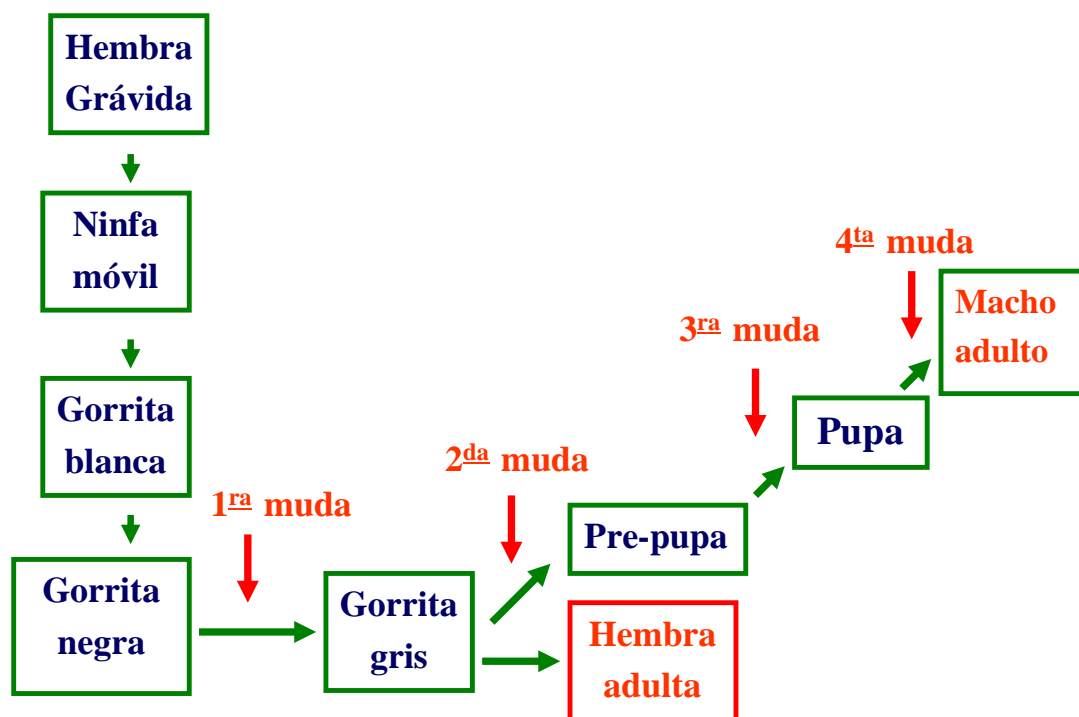 Hembra
Grávida
Ninfa
móvil
Gorrita
blanca
Gorrita
negra
1ra muda
Gorrita
gris
2da muda
Pre-pupa
Hembra
adulta
3ra muda
Pupa
4ta muda
Macho
adulto